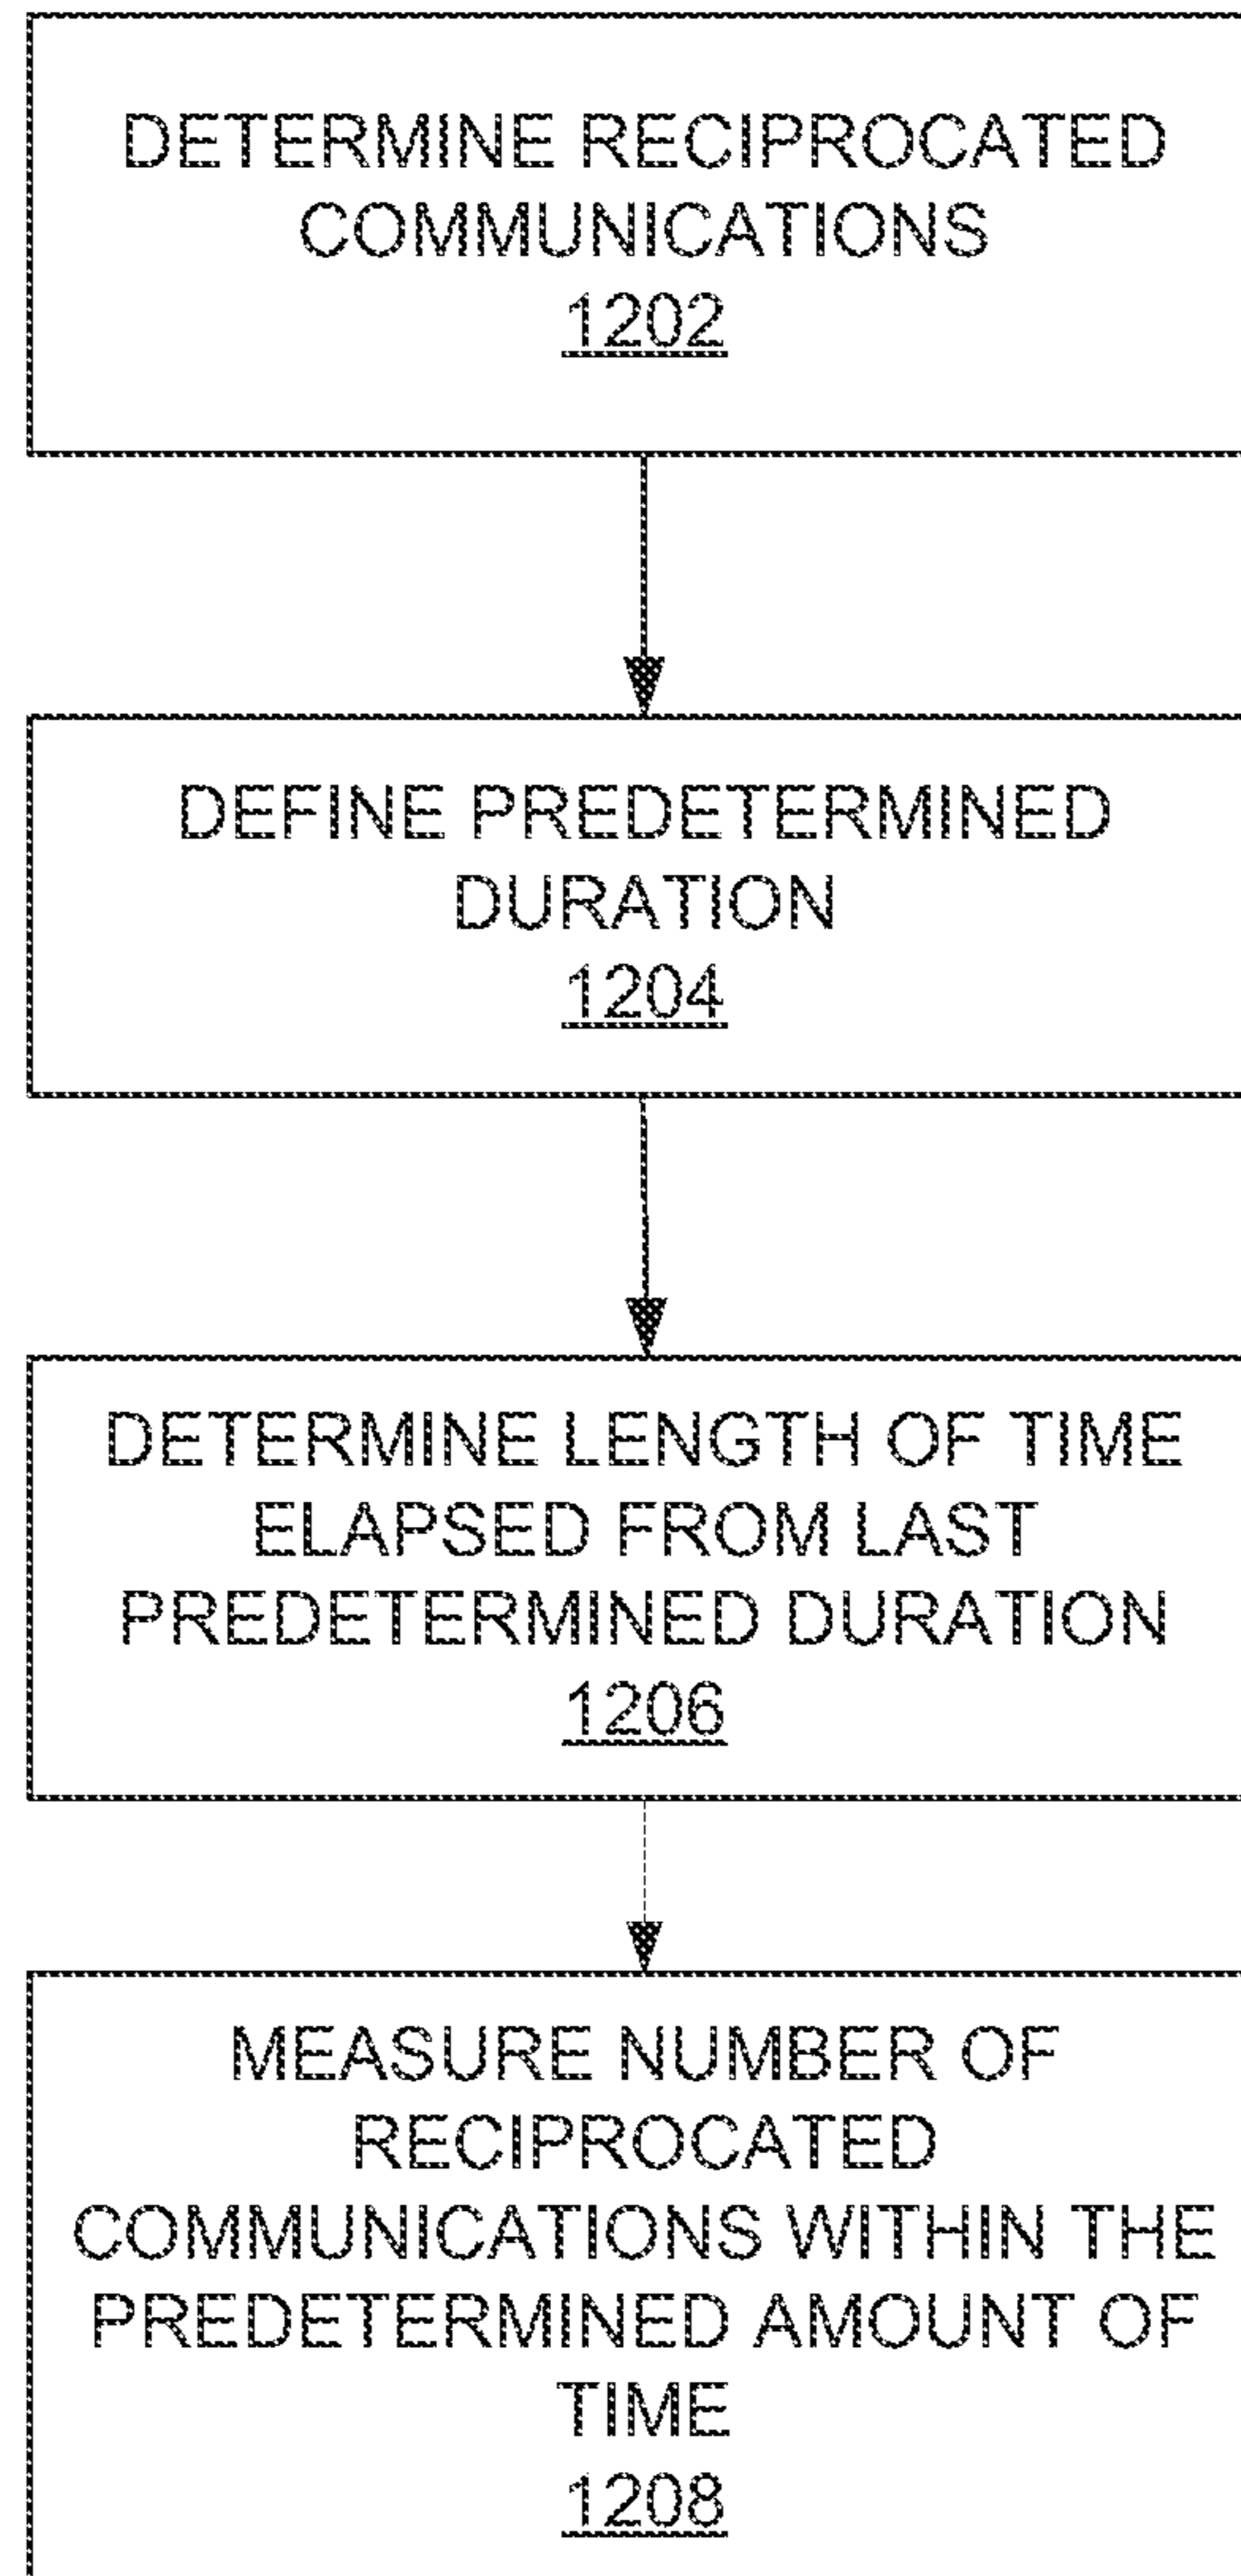 DETERMINE RECIPROCATED
COMMUNICATIONS
1202
DEFINE PREDETERMINED
DURATION
1204
DETERMINE LENGTH OF TIME
ELAPSED FROM LAST
PREDETERMINED DURATION
1206
MEASURE NUMBER OF
RECIPROCATED
COMMUNICATIONS WITHIN THE
PREDETERMINED AMOUNT OF
TIME
1208